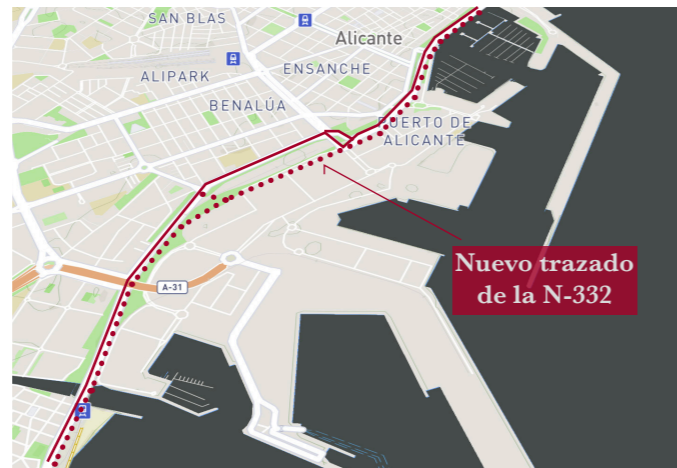 SAN BLAS
Alicante
ENSANCHE
ALIPARK
BENALÚA
PUERTO DE
ALICANTE
Nuevo trazado
de la N-332
A-31